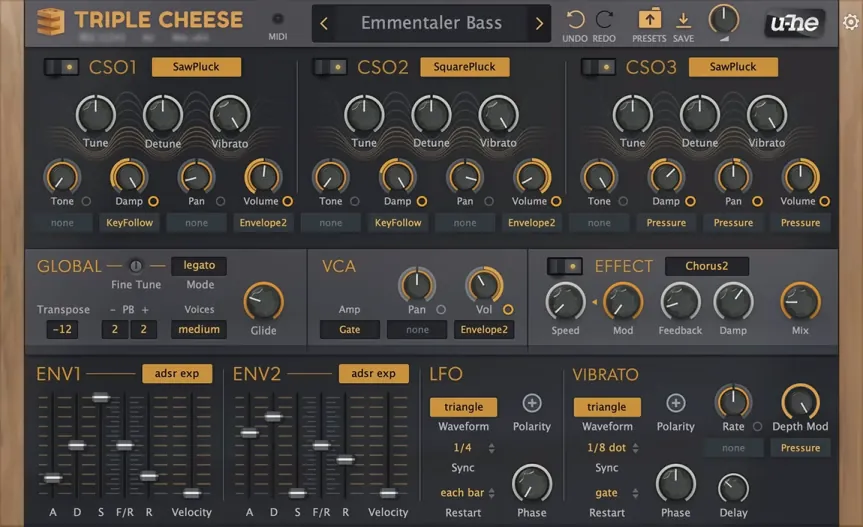 TRIPLE CHEESE
MIDI
Emmentaler Bass
UNDO REDO PRESETS SAVE
u-he
CSO1 SawPluck
CSO2 SquarePluck
CSO3 SawPluck
Tune Detune Vibrato
Tune Detune Vibrato
Tune Detune Vibrato
Tone Damp Pan Volume
Tone Damp Pan Volume
Tone Damp Pan Volume
none KeyFollow none Envelope2
none KeyFollow none Envelope2
none Pressure Pressure Pressure
GLOBAL legato
Fine Tune Mode
Transpose - PB + Voices
-12 2 2 medium Glide
VCA
Amp Pan Vol
Gate none Envelope2
EFFECT Chorus2
Speed Mod Feedback Damp Mix
ENV1 adsr exp
A D S F/R R Velocity
ENV2 adsr exp
A D S F/R R Velocity
LFO
triangle
Waveform Polarity
1/4
Sync
each bar
Restart Phase
VIBRATO
triangle
Waveform Polarity Rate Depth Mod
1/8 dot none Pressure
Sync
gate
Restart Phase Delay